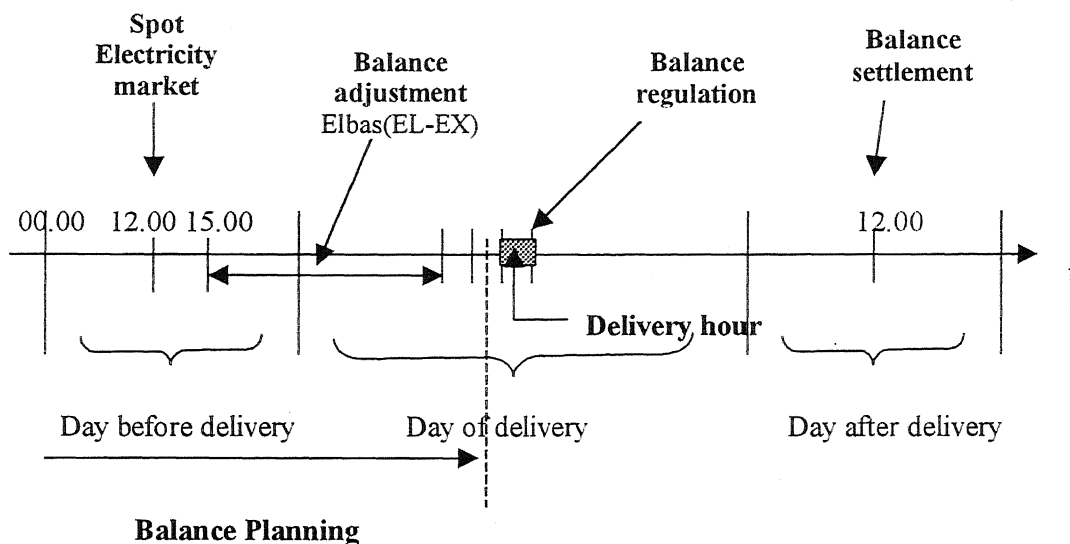 Spot
Electricity
market
Balance
adjustment
Elbas(EL-EX)
Balance
regulation
Balance
settlement
00.00 12.00 15.00
12.00
Delivery hour
Day before delivery
Day of delivery
Day after delivery
Balance Planning